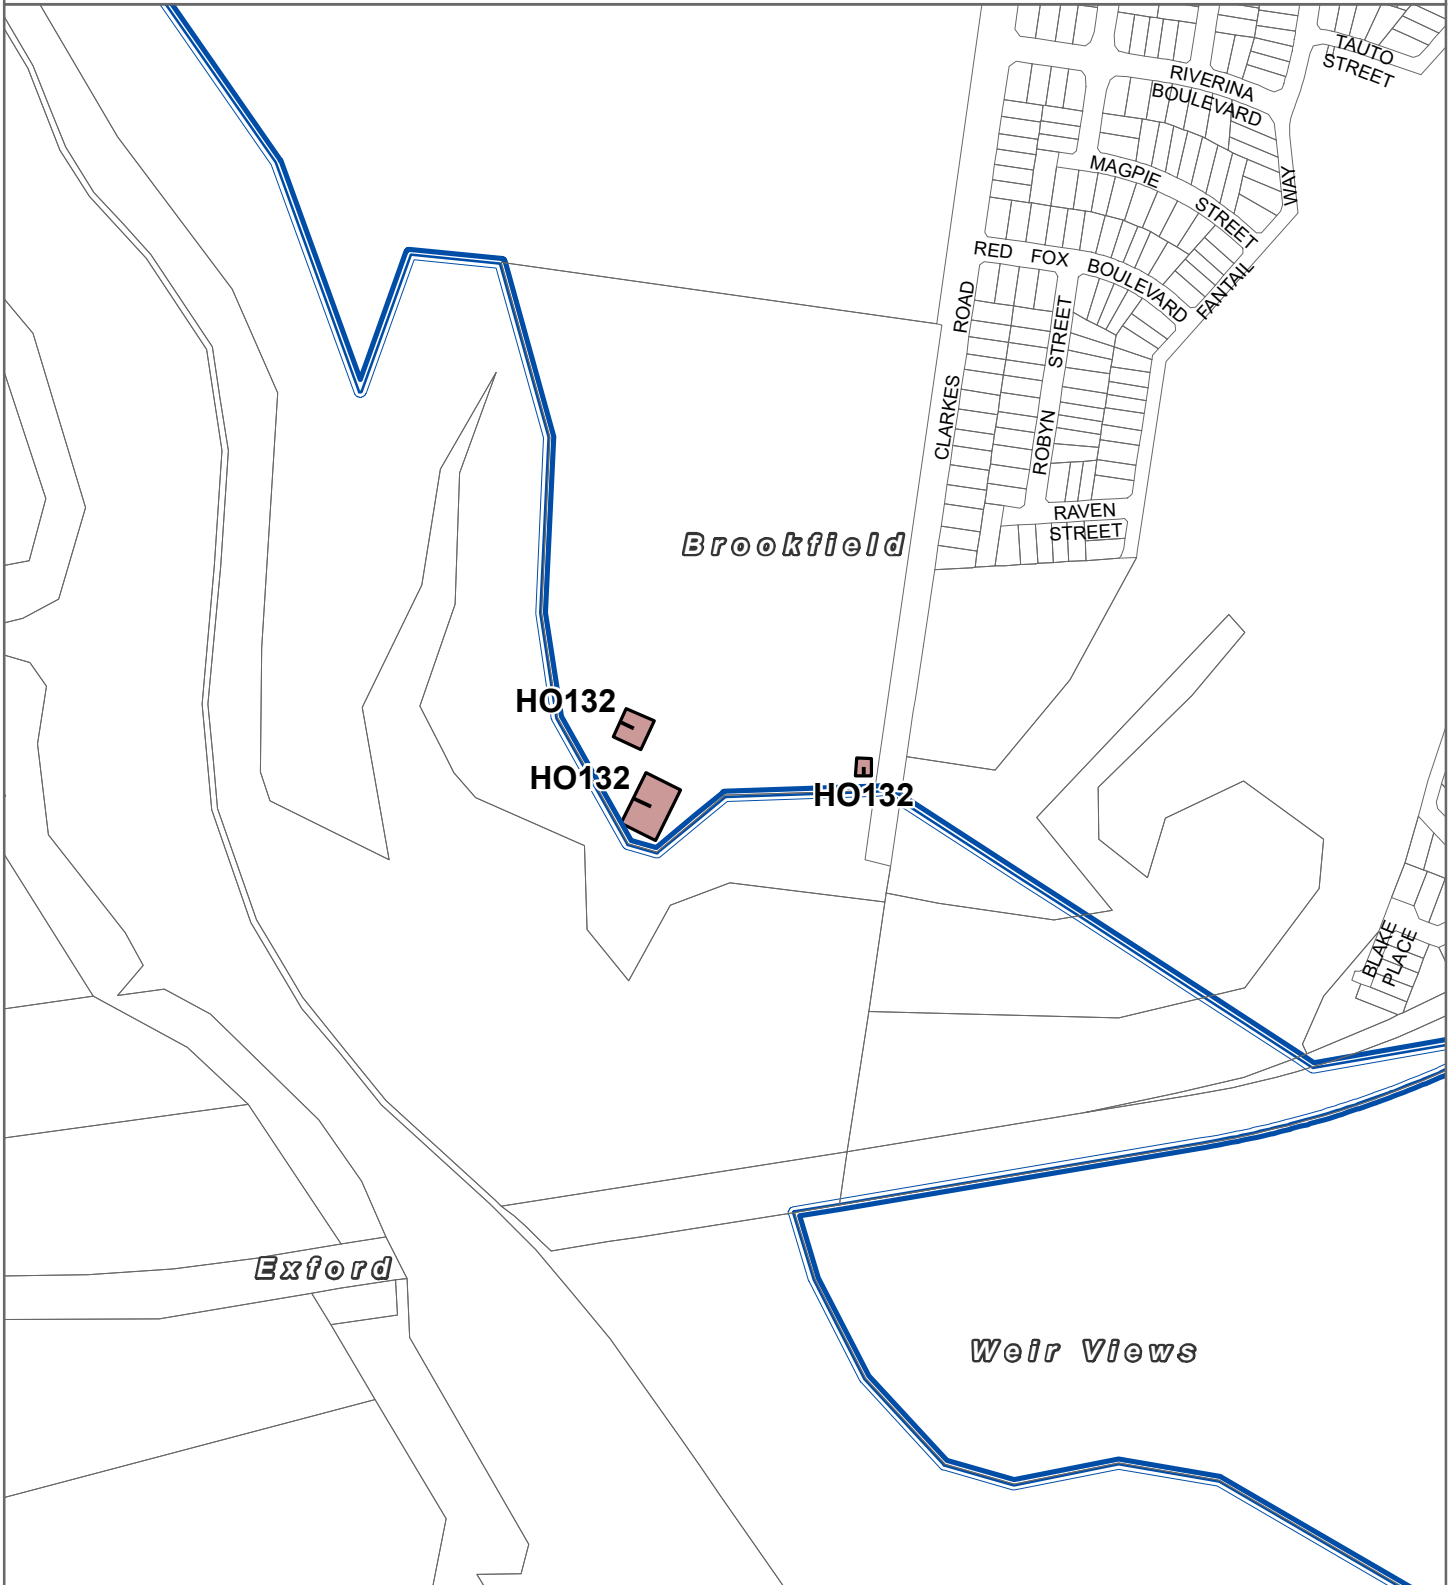 TAUTO
STREET
RIVERINA
BOULEVARD
MAGPIE STREET
WAY
FANTAIL
RED FOX BOULEVARD
CLARKES ROAD
ROBYN STREET
RAVEN
STREET
Brookfield
HO132
HO132
HO132
BLAKE
PLACE
Exford
Weir Views